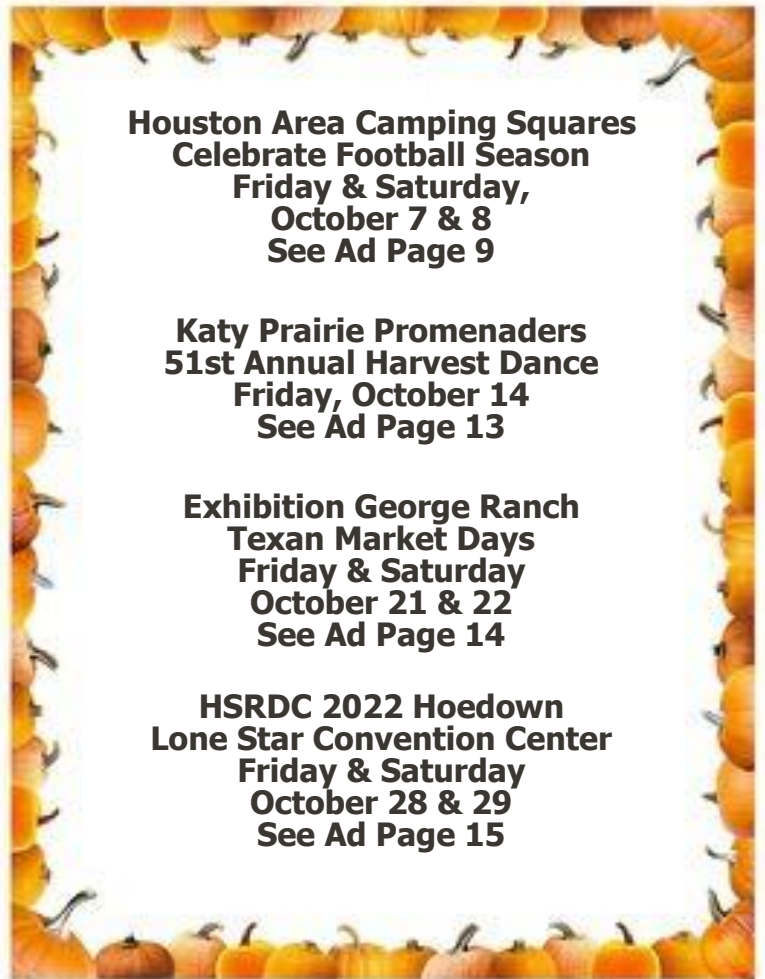 Houston Area Camping Squares
Celebrate Football Season
Friday & Saturday,
October 7 & 8
See Ad Page 9
Katy Prairie Promenaders
51st Annual Harvest Dance
Friday, October 14
See Ad Page 13
Exhibition George Ranch
Texan Market Days
Friday & Saturday
October 21 & 22
See Ad Page 14
HSRDC 2022 Hoedown
Lone Star Convention Center
Friday & Saturday
October 28 & 29
See Ad Page 15